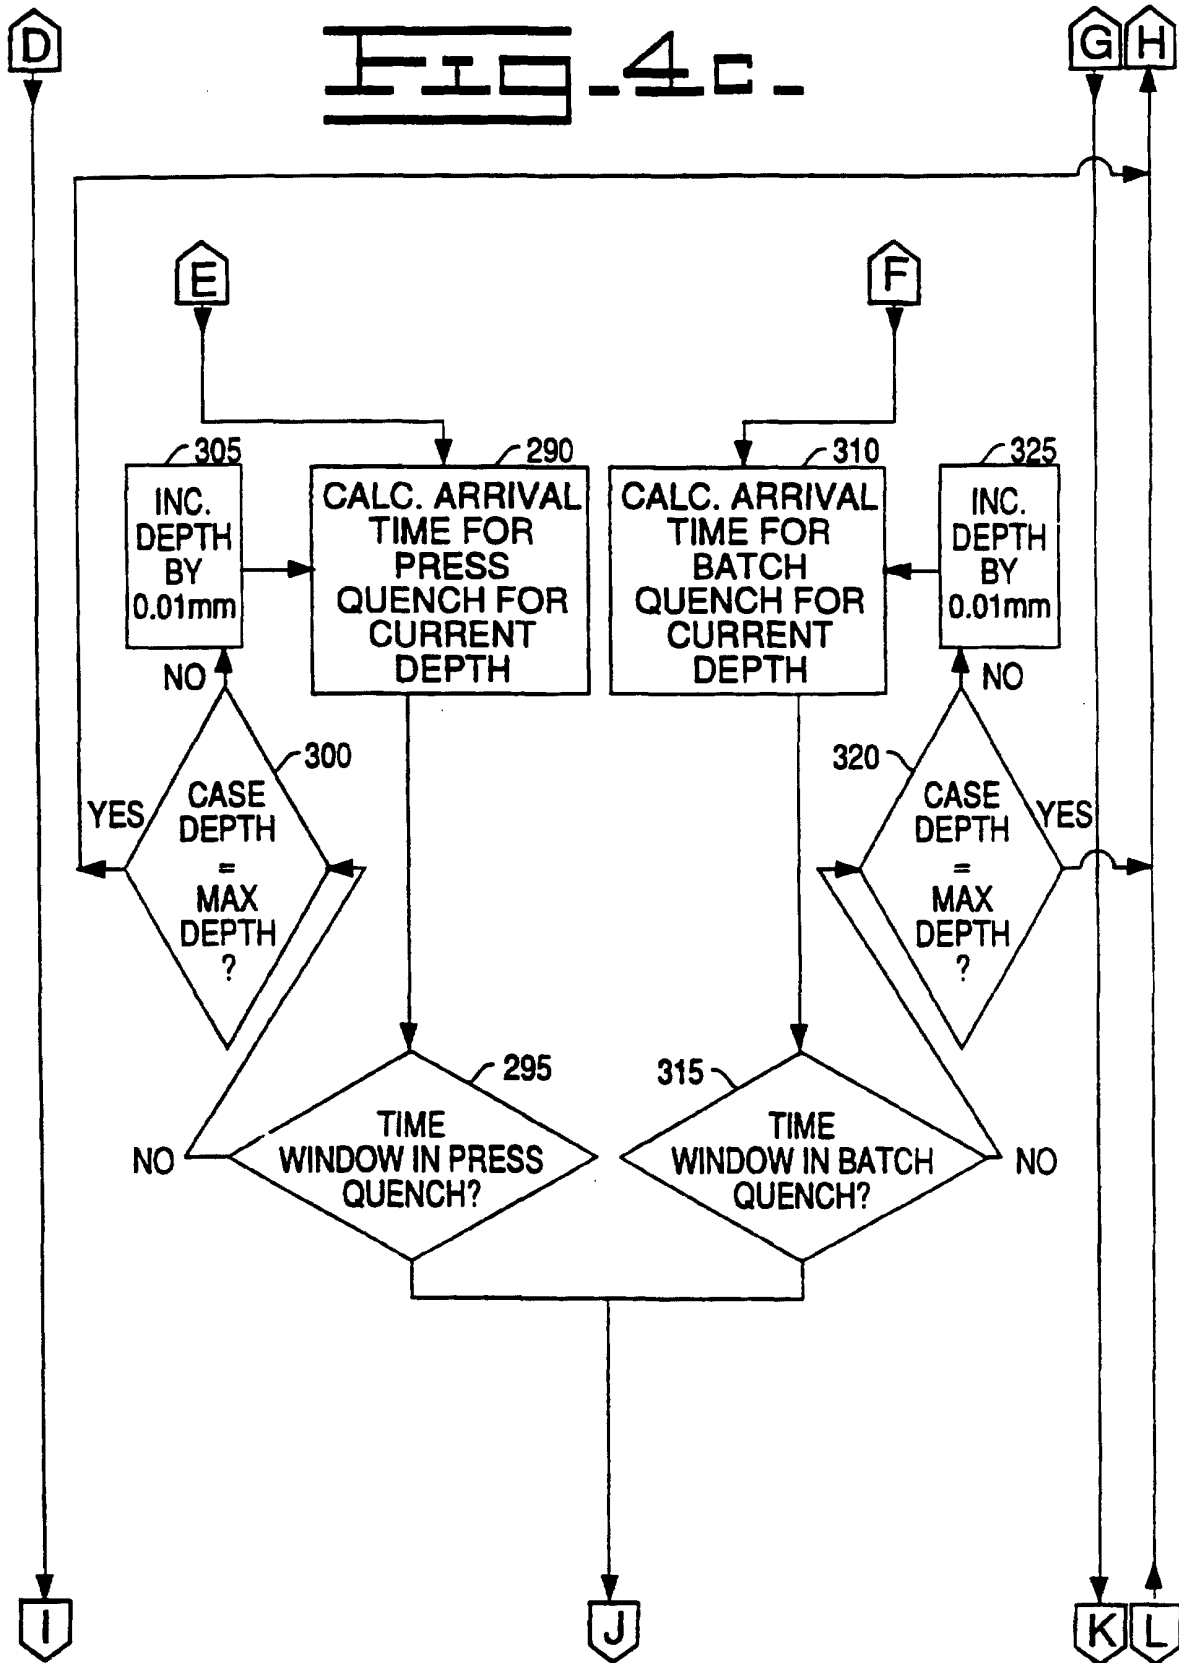 D
FIG_4c_
G
H
E
F
305
290
310
325
INC.
DEPTH
BY
0.01mm
CALC. ARRIVAL
TIME FOR
PRESS
QUENCH FOR
CURRENT
DEPTH
CALC. ARRIVAL
TIME FOR
BATCH
QUENCH FOR
CURRENT
DEPTH
INC.
DEPTH
BY
0.01mm
NO
NO
300
320
YES
CASE
DEPTH
=
MAX
DEPTH
?
CASE
DEPTH
=
MAX
DEPTH
?
YES
295
315
NO
TIME
WINDOW IN PRESS
QUENCH?
TIME
WINDOW IN BATCH
QUENCH?
NO
I
J
K
L